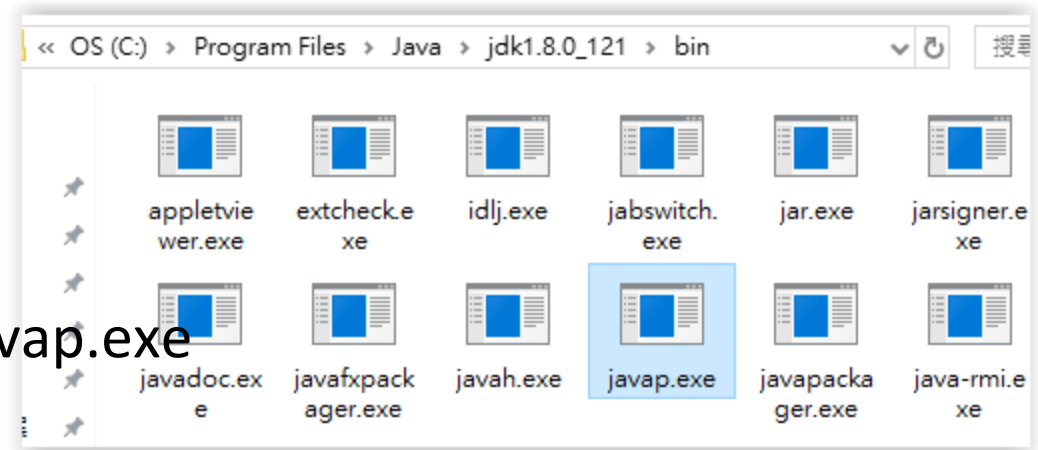 « OS (C:) > Program Files > Java > jdk1.8.0_121 > bin
搜尋
appletvie
wer.exe
extcheck.e
xe
idlj.exe
jabswitch.
exe
jar.exe
jarsigner.e
xe
vap.exe
javadoc.ex
e
javafxpack
ager.exe
javah.exe
javap.exe
javapacka
ger.exe
java-rmi.e
xe